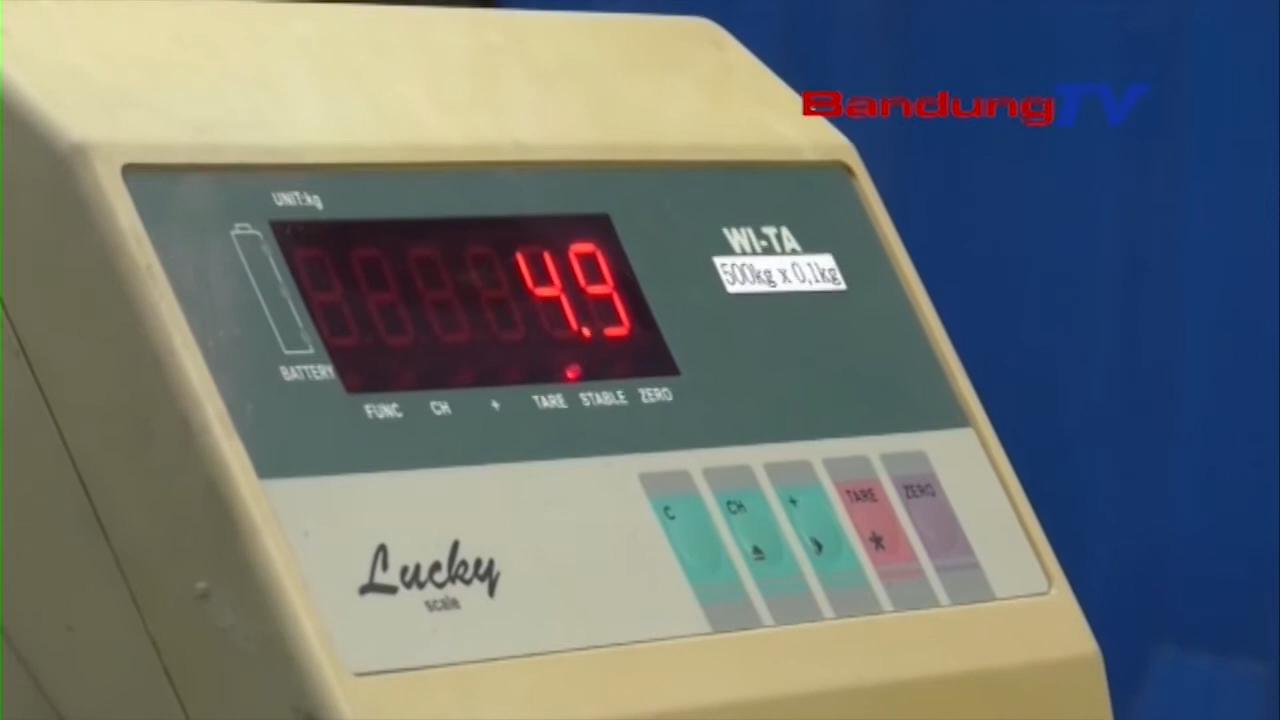 BandungTV
UNIT:kg
4.9
BATTERY
FUNC CH + TARE STABLE ZERO
WI-TA
500kg x 0,1kg
C CH + TARE ZERO
*
Lucky
scale